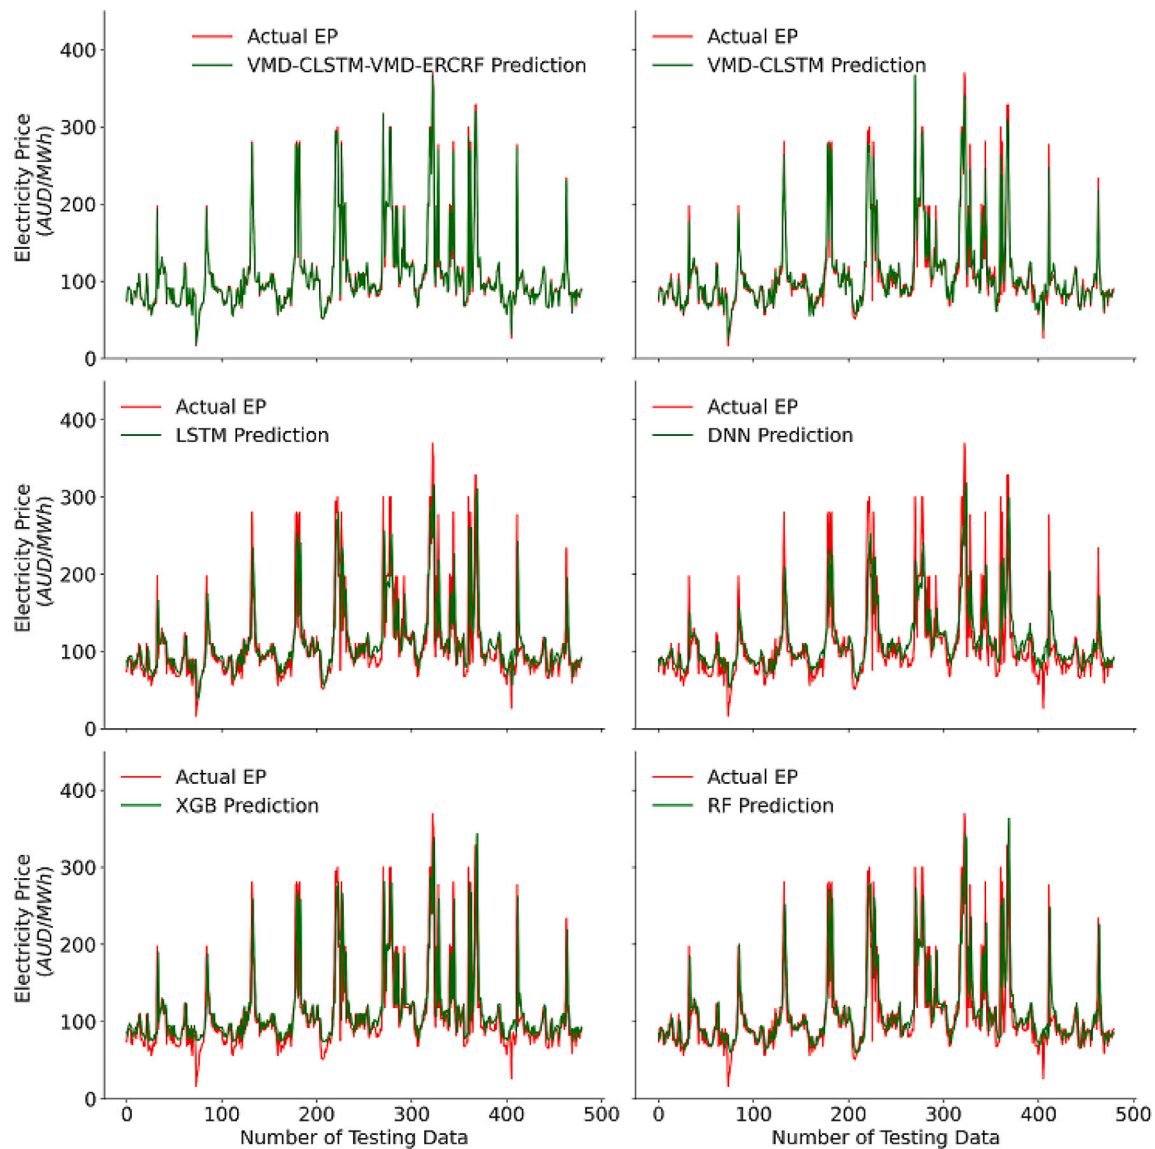 Actual EP
VMD-CLSTM-VMD-ERCRF Prediction
Actual EP
VMD-CLSTM Prediction
Electricity Price
(AUD/MWh)
400
300
200
100
0
Actual EP
LSTM Prediction
Actual EP
DNN Prediction
Electricity Price
(AUD/MWh)
400
300
200
100
0
Actual EP
XGB Prediction
Actual EP
RF Prediction
Electricity Price
(AUD/MWh)
400
300
200
100
0
0 100 200 300 400 500
0 100 200 300 400 500
Number of Testing Data
Number of Testing Data